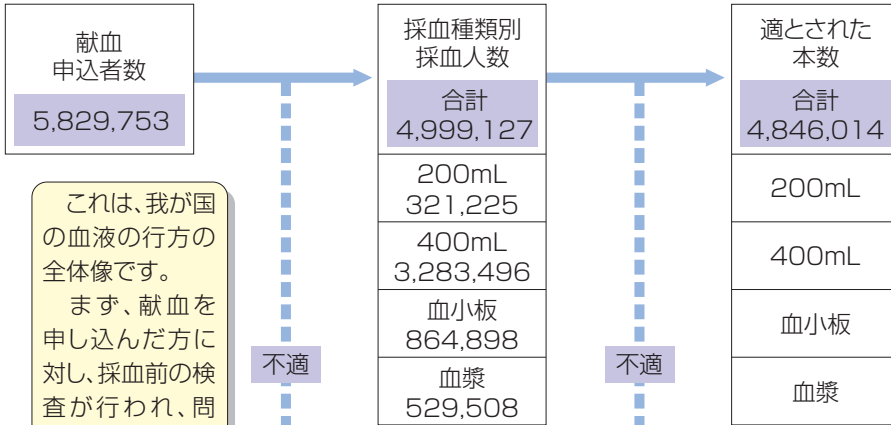 献血
申込者数
5,829,753
これは、我が国
の血液の行方の
全体像です。
まず、献血を
申し込んだ方に
対し、採血前の検
査が行われ、問
不適
採血種類別
採血人数
合計
4,999,127
200mL
321,225
400mL
3,283,496
血小板
864,898
血漿
529,508
不適
適とされた
本数
合計
4,846,014
200mL
400mL
血小板
血漿